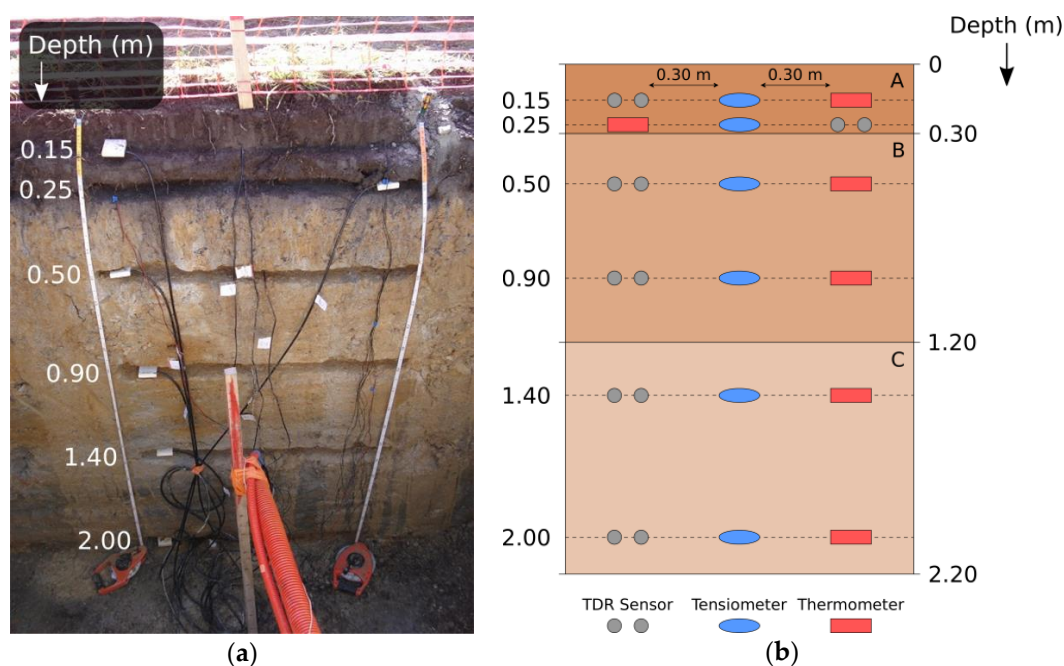 Depth (m)
0.15
0.25
0.50
0.90
1.40
2.00
(a)
Depth (m)
0
0.30 m
0.30 m
A
0.15
0.25
0.30
B
0.50
0.90
1.20
C
1.40
2.00
2.20
TDR Sensor
Tensiometer
Thermometer
(b)